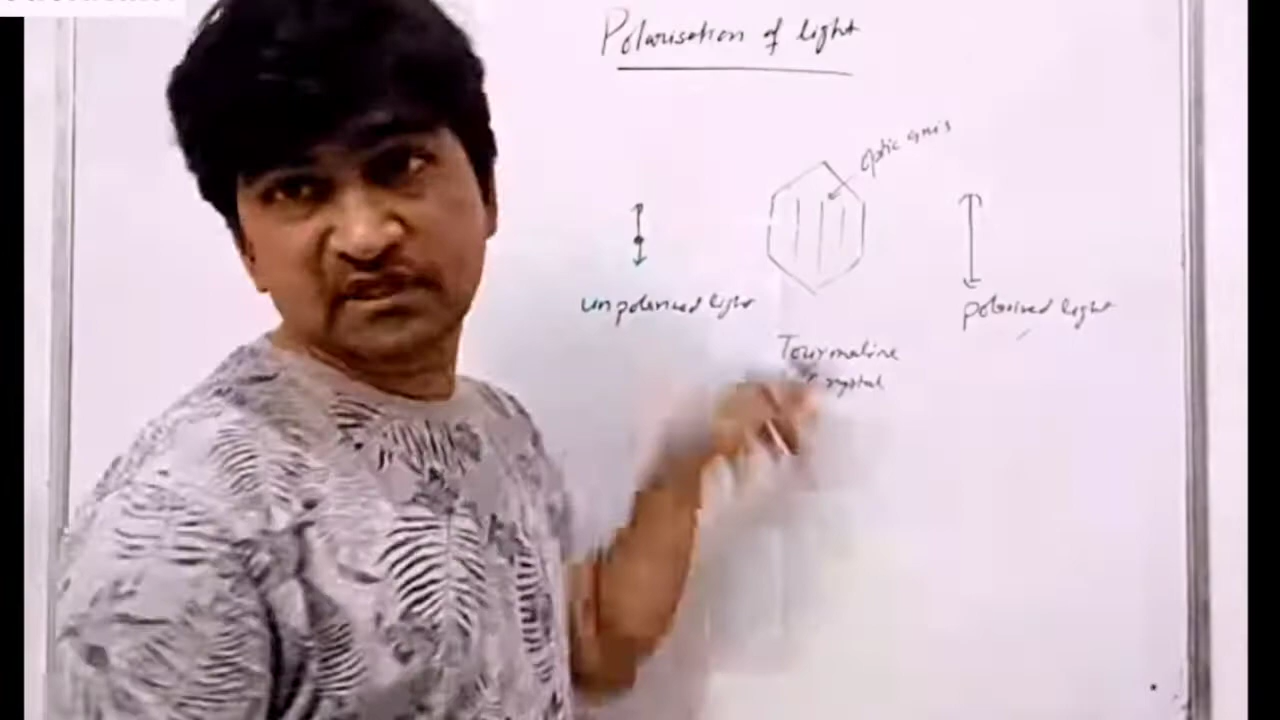 Polarisation of light
Optic axis
unpolarised light
polarised light
Tourmaline
Crystal